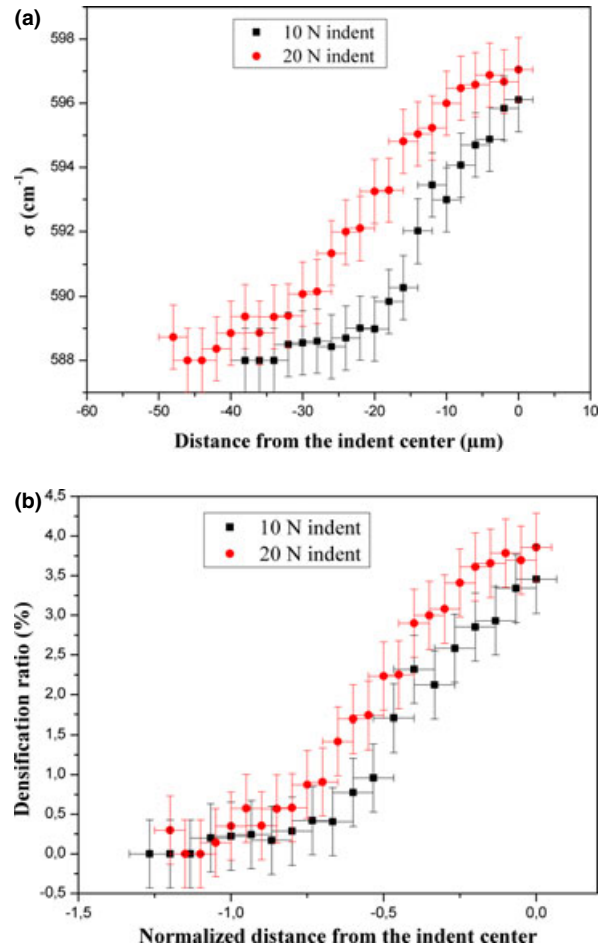 (a)
598
596
594
592
590
588
σ (cm⁻¹)
10 N indent
20 N indent
-60 -50 -40 -30 -20 -10 0 10
Distance from the indent center (µm)
(b)
4,5
4,0
3,5
3,0
2,5
2,0
1,5
1,0
0,5
0,0
-0,5
Densification ratio (%)
10 N indent
20 N indent
-1,5 -1,0 -0,5 0,0
Normalized distance from the indent center